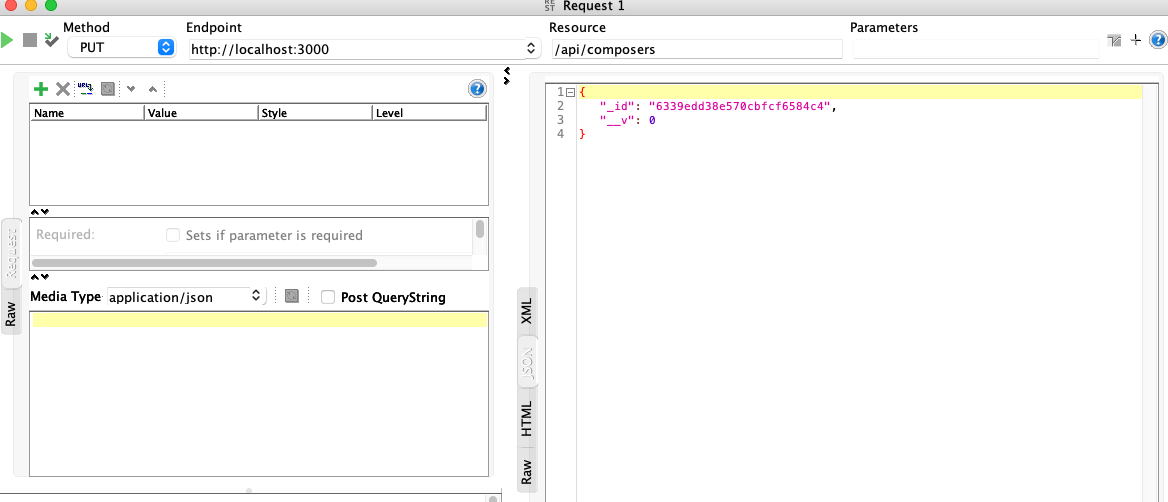 REST Request 1
Method Endpoint Resource Parameters
PUT http://localhost:3000 /api/composers
Name Value Style Level
Required: Sets if parameter is required
Media Type application/json Post QueryString
Request
Raw
XML
JSON
HTML
Raw
1 {
2 "_id": "6339edd38e570cbfcf6584c4",
3 "__v": 0
4 }